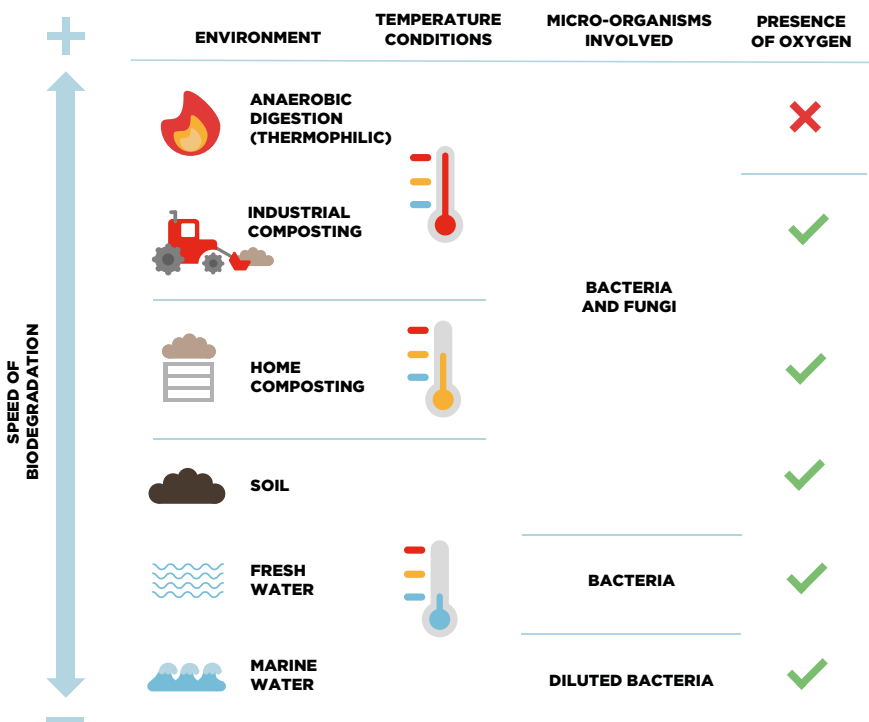 ENVIRONMENT
TEMPERATURE
CONDITIONS
MICRO-ORGANISMS
INVOLVED
PRESENCE
OF OXYGEN
SPEED OF
BIODEGRADATION
ANAEROBIC
DIGESTION
(THERMOPHILIC)
INDUSTRIAL
COMPOSTING
BACTERIA
AND FUNGI
HOME
COMPOSTING
SOIL
FRESH
WATER
BACTERIA
MARINE
WATER
DILUTED BACTERIA